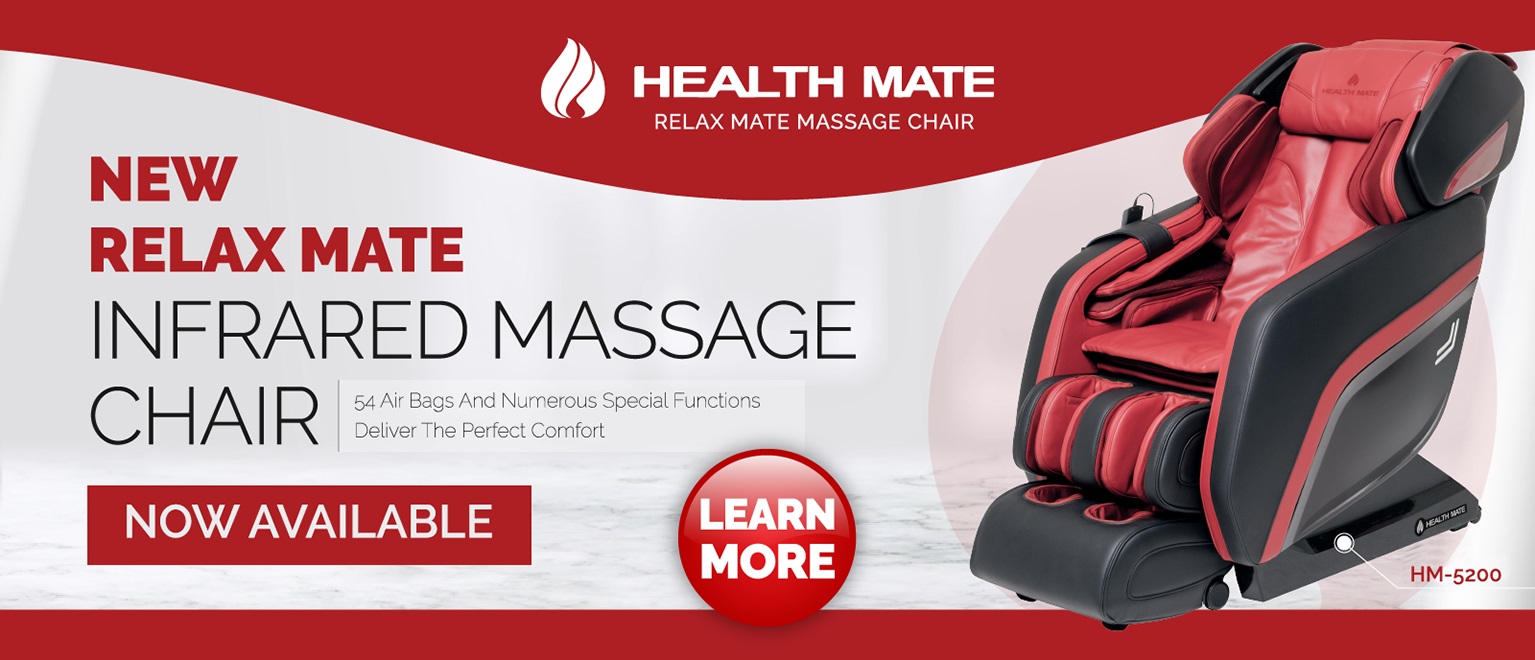 HEALTH MATE
RELAX MATE MASSAGE CHAIR
HEALTH MATE
NEW
RELAX MATE
INFRARED MASSAGE
CHAIR
54 Air Bags And Numerous Special Functions
Deliver The Perfect Comfort
NOW AVAILABLE
LEARN
MORE
HEALTH MATE
HM-5200